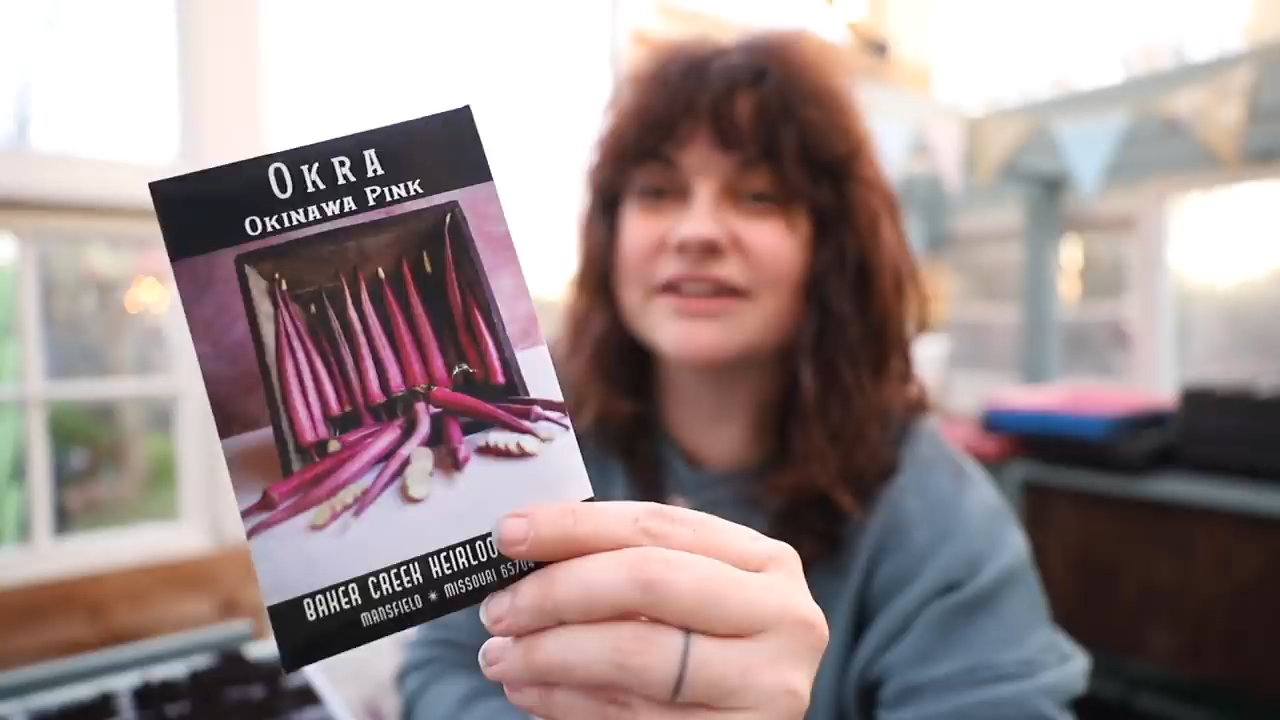 OKRA
OKINAWA PINK
BAKER CREEK HEIRLOO
MANSFIELD * MISSOURI 65704